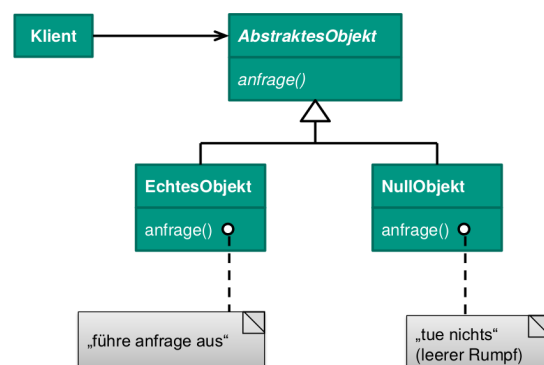 Klient
AbstraktesObjekt
anfrage()
EchtesObjekt
anfrage()
NullObjekt
anfrage()
„führe anfrage aus“
„tue nichts“
(leerer Rumpf)